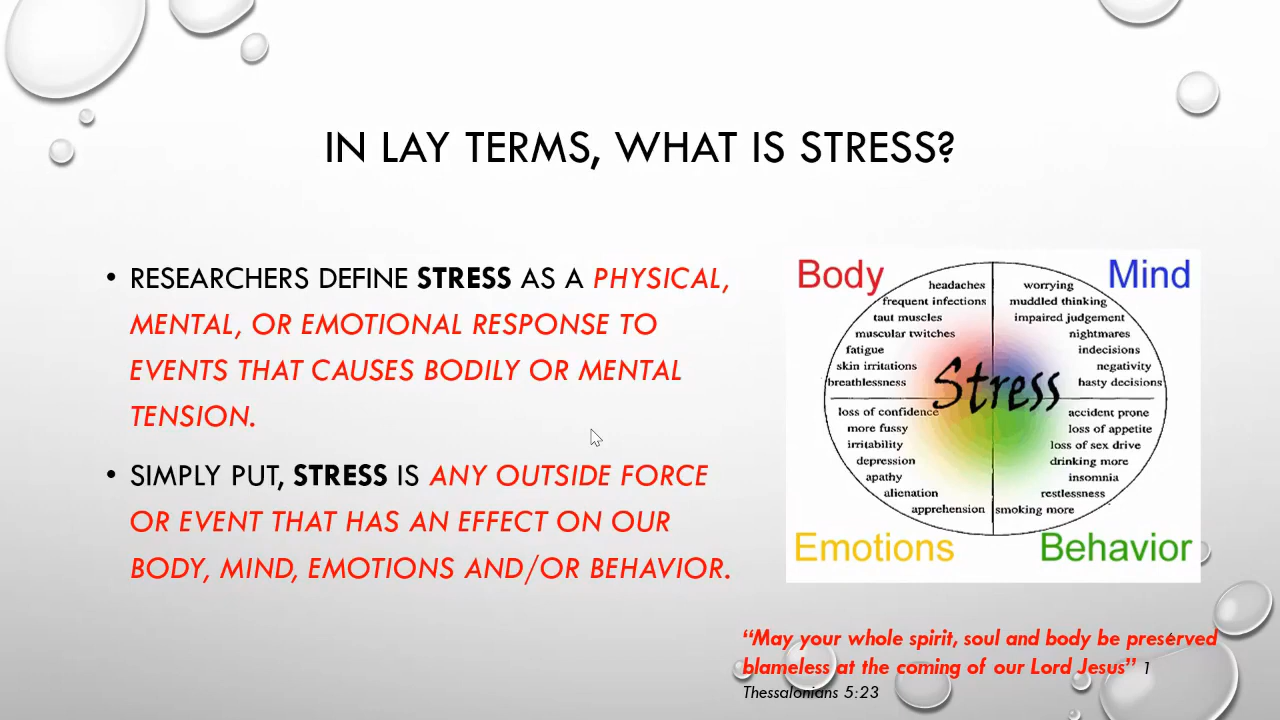 IN LAY TERMS, WHAT IS STRESS?
• RESEARCHERS DEFINE STRESS AS A PHYSICAL,
MENTAL, OR EMOTIONAL RESPONSE TO
EVENTS THAT CAUSES BODILY OR MENTAL
TENSION.
• SIMPLY PUT, STRESS IS ANY OUTSIDE FORCE
OR EVENT THAT HAS AN EFFECT ON OUR
BODY, MIND, EMOTIONS AND/OR BEHAVIOR.
Body
headaches
frequent infections
taut muscles
muscular twitches
fatigue
skin irritations
breathlessness
Mind
worrying
muddled thinking
impaired judgement
nightmares
indecisions
negativity
hasty decisions
Stress
loss of confidence
more fussy
irritability
depression
apathy
alienation
apprehension
Emotions
accident prone
loss of appetite
loss of sex drive
drinking more
insomnia
restlessness
smoking more
Behavior
“May your whole spirit, soul and body be preserved
blameless at the coming of our Lord Jesus” 1
Thessalonians 5:23